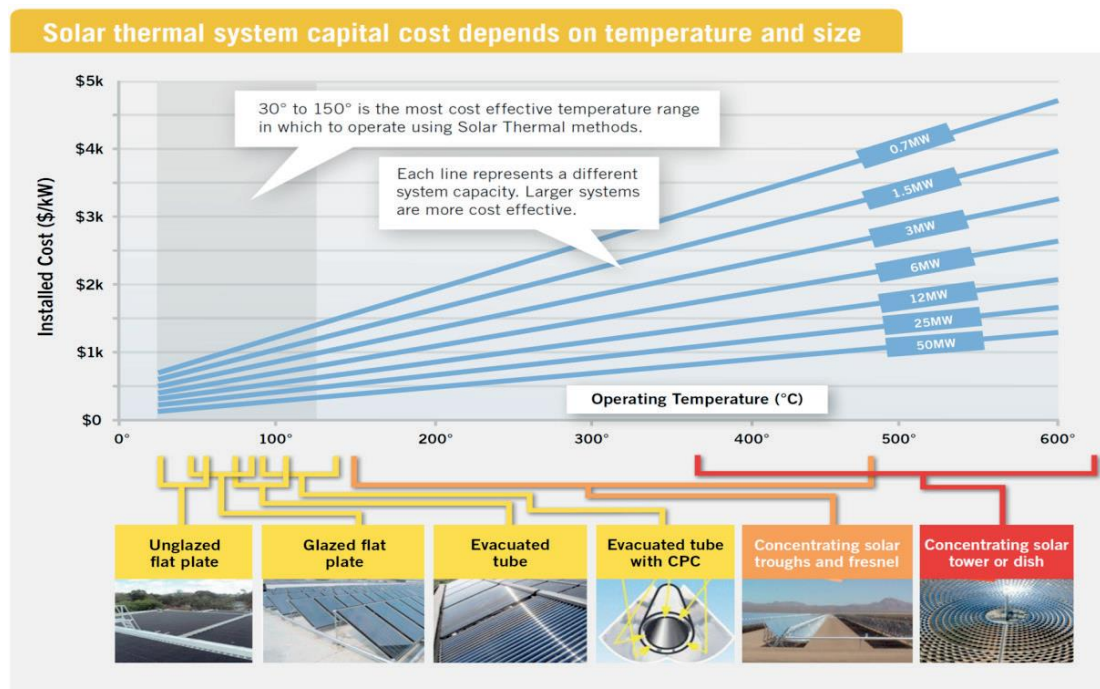 Solar thermal system capital cost depends on temperature and size
$5k
30° to 150° is the most cost effective temperature range
in which to operate using Solar Thermal methods.
$4k
0.7MW
Each line represents a different
system capacity. Larger systems
are more cost effective.
1.5MW
Installed Cost ($/kW)
$3k
3MW
6MW
$2k
12MW
25MW
$1k
50MW
Operating Temperature (°C)
$0
0° 100° 200° 300° 400° 500° 600°
Unglazed
flat plate
Glazed flat
plate
Evacuated
tube
Evacuated tube
with CPC
Concentrating solar
troughs and fresnel
Concentrating solar
tower or dish